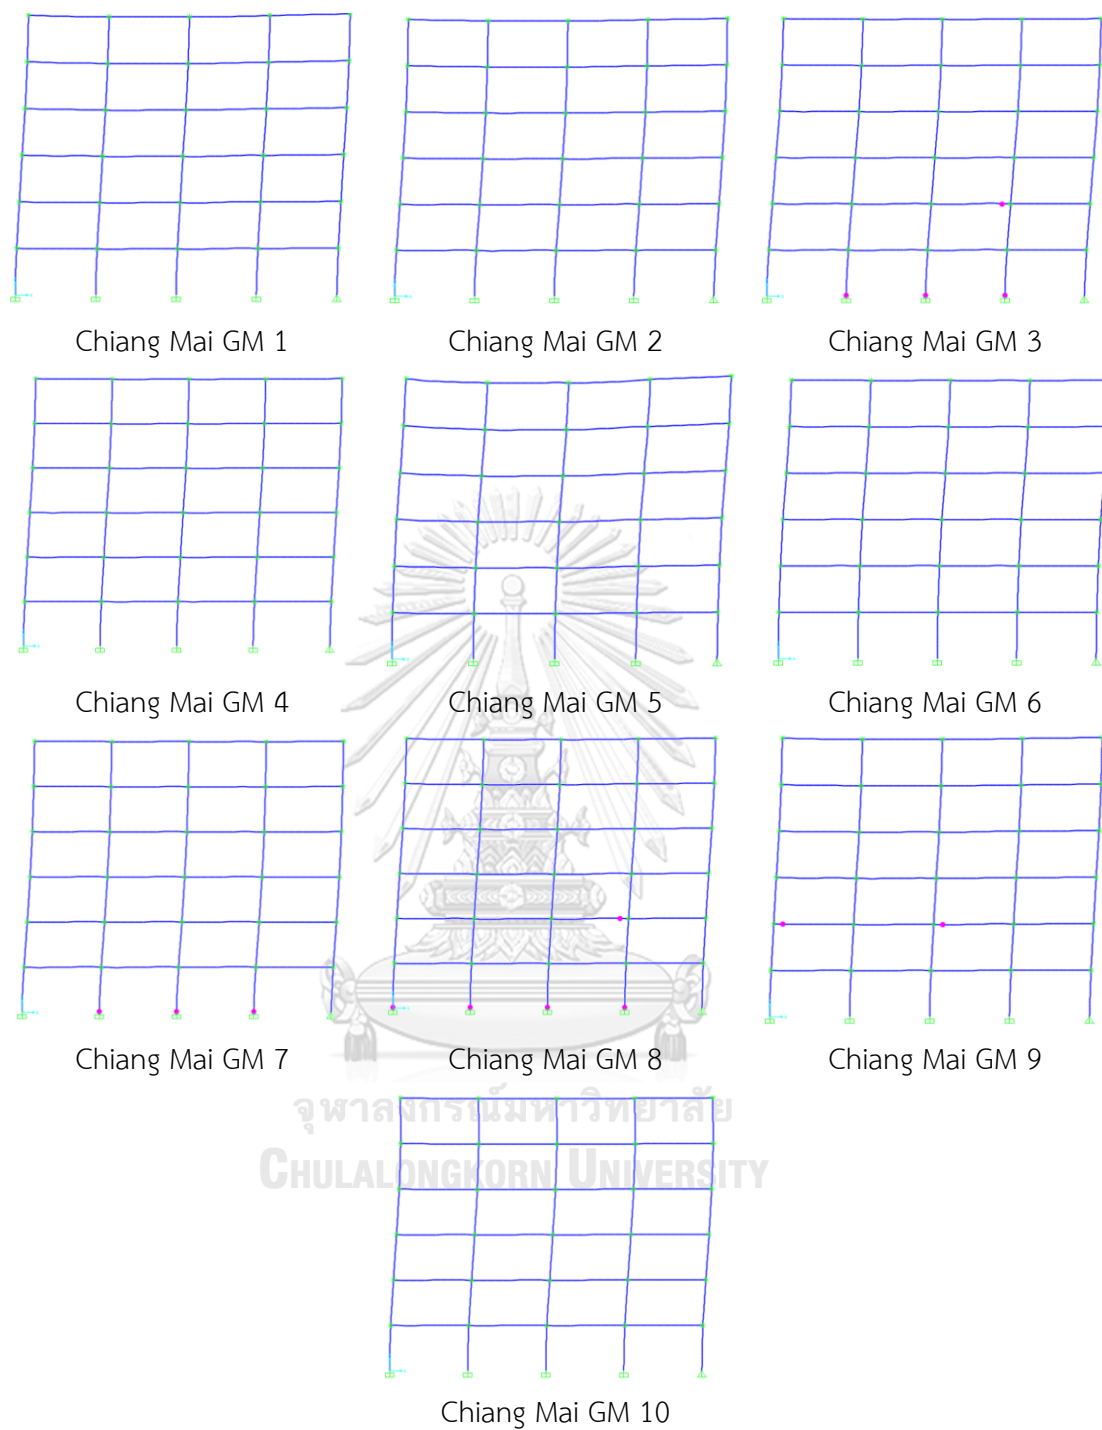 Chiang Mai GM 1
Chiang Mai GM 2
Chiang Mai GM 3
Chiang Mai GM 4
Chiang Mai GM 5
Chiang Mai GM 6
Chiang Mai GM 7
Chiang Mai GM 8
Chiang Mai GM 9
จุฬาลงกรณ์มหาวิทยาลัย
CHULALONGKORN UNIVERSITY
Chiang Mai GM 10